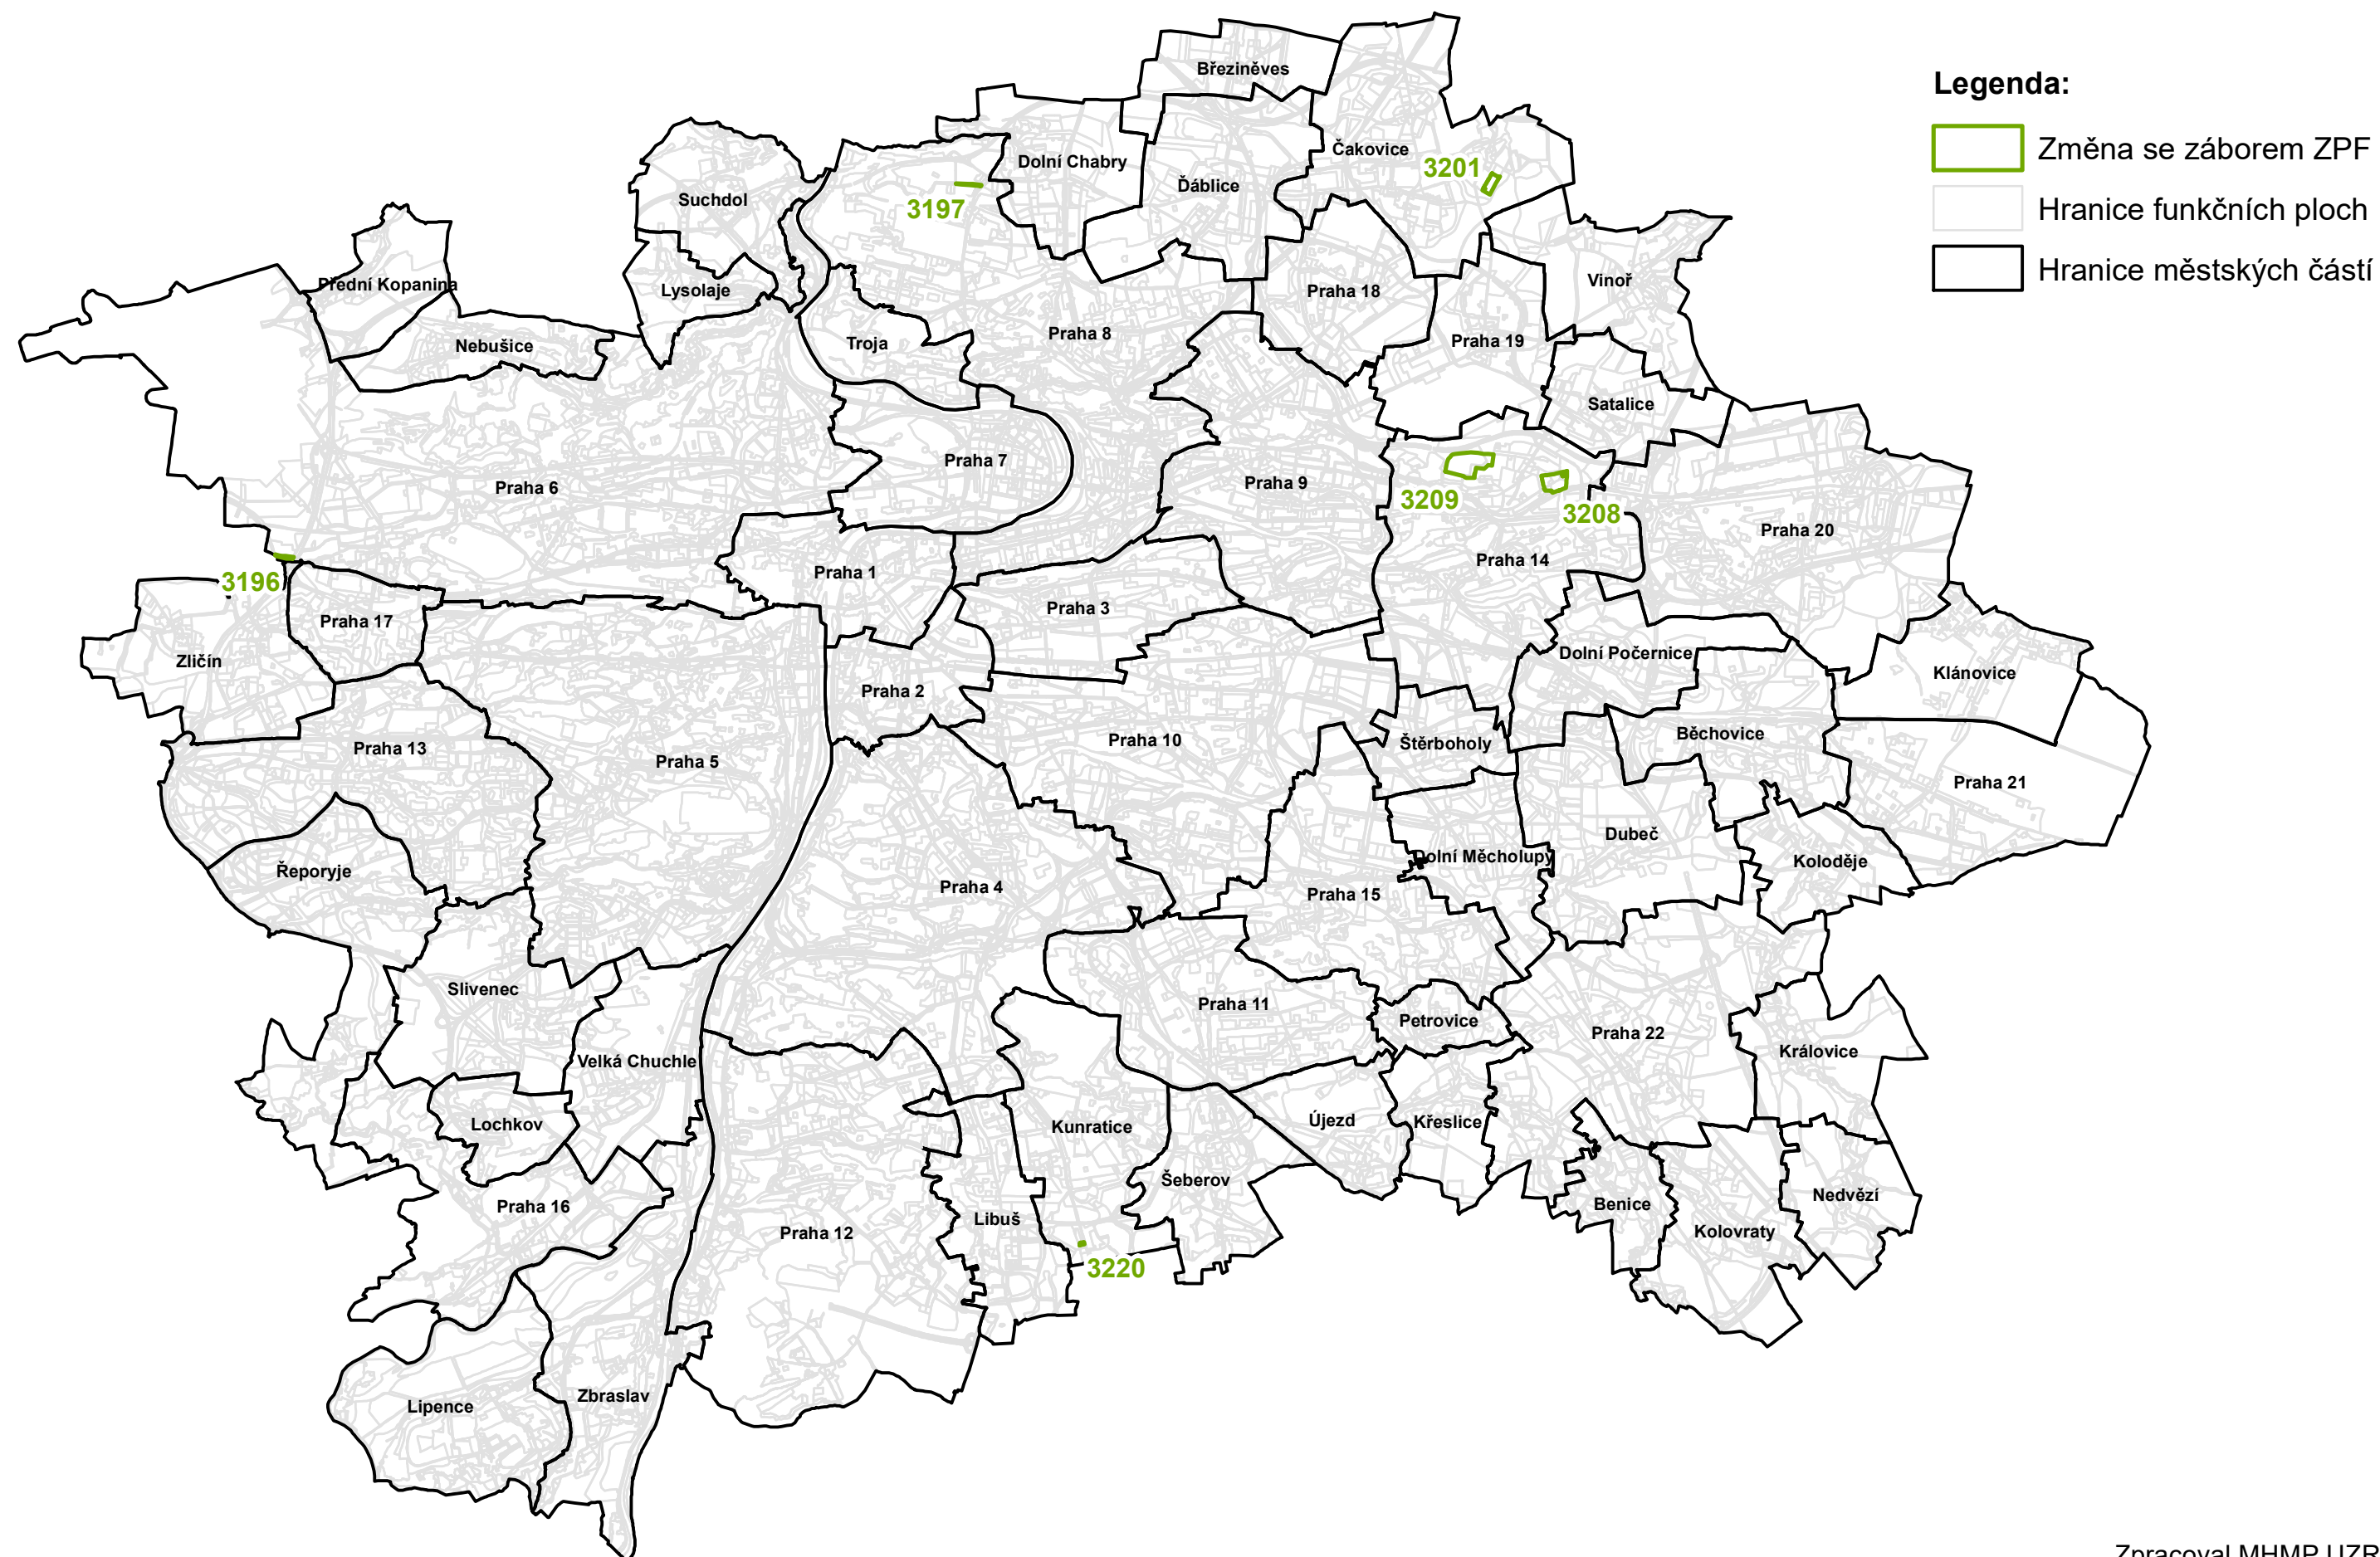 Legenda:
Změna se záborem ZPF
Hranice funkčních ploch
Hranice městských částí
Březiněves
Čakovice
3201
Dolní Chabry
Ďáblice
Suchdol
3197
Přední Kopanina
Lysolaje
Praha 18
Vinoř
Nebušice
Troja
Praha 8
Praha 19
Satalice
Praha 7
Praha 6
Praha 9
3209
3208
Praha 20
Praha 14
3196
Praha 1
Praha 3
Praha 17
Zličín
Dolní Počernice
Klánovice
Praha 2
Praha 13
Praha 5
Praha 10
Štěrboholy
Běchovice
Praha 21
Dubeč
Řeporyje
Praha 4
Praha 15
Dolní Měcholupy
Koloděje
Slivenec
Praha 11
Petrovice
Praha 22
Královice
Velká Chuchle
Lochkov
Kunratice
Újezd
Křeslice
Šeberov
Praha 16
Libuš
Praha 12
Benice
Nedvězí
Kolovraty
3220
Lipence
Zbraslav
Zpracoval MHMP UZR